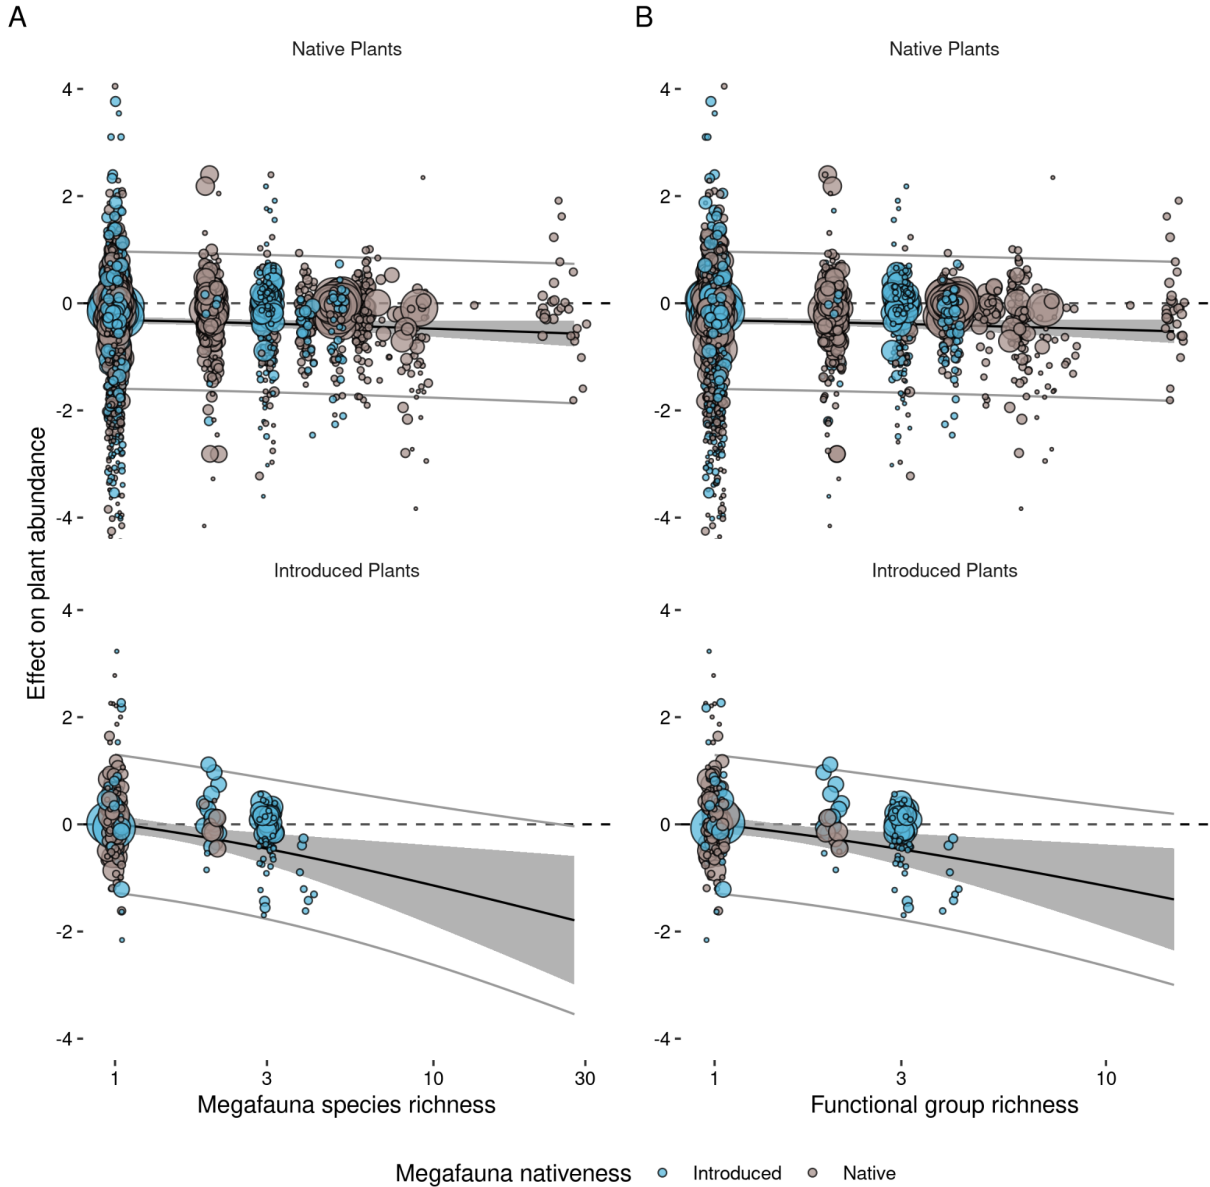 A
B
Native Plants
Native Plants
4
2
0
-2
-4
4
2
0
-2
-4
Effect on plant abundance
Introduced Plants
Introduced Plants
4
2
0
-2
-4
4
2
0
-2
-4
1
3
10
30
1
3
10
Megafauna species richness
Functional group richness
Megafauna nativeness
Introduced
Native